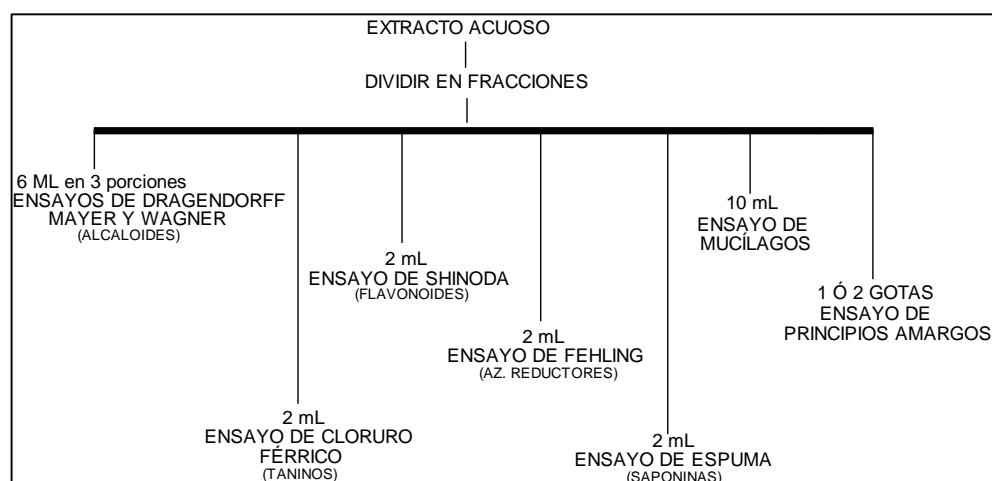 EXTRACTO ACUOSO
DIVIDIR EN FRACCIONES
6 ML en 3 porciones
ENSAYOS DE DRAGENDORFF
MAYER Y WAGNER
(ALCALOIDES)
2 mL
ENSAYO DE CLORURO
FÉRRICO
(TANINOS)
2 mL
ENSAYO DE SHINODA
(FLAVONOIDES)
2 mL
ENSAYO DE FEHLING
(AZ. REDUCTORES)
2 mL
ENSAYO DE ESPUMA
(SAPONINAS)
10 mL
ENSAYO DE
MUCÍLAGOS
1 Ó 2 GOTAS
ENSAYO DE
PRINCIPIOS AMARGOS